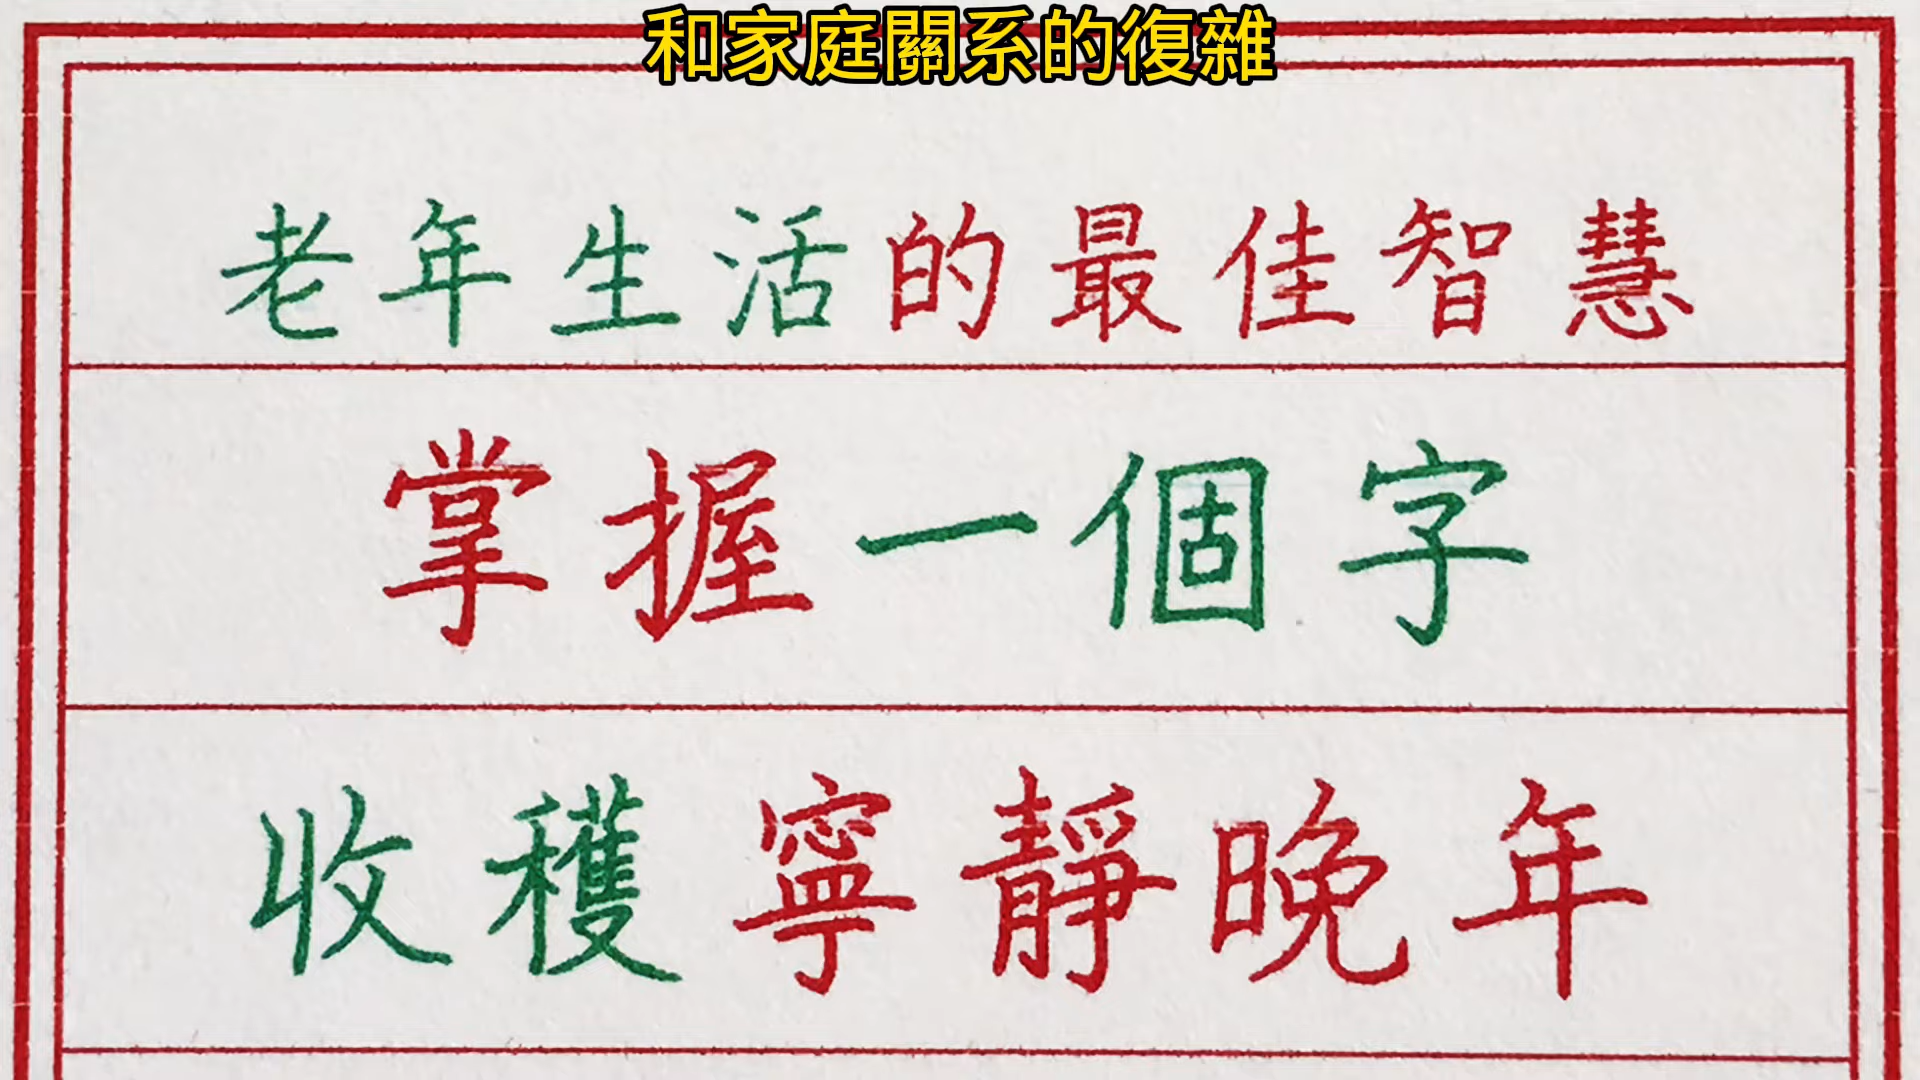 和家庭關系的復雜
老年生活的最佳智慧
掌握一個字
收穫寧靜晚年